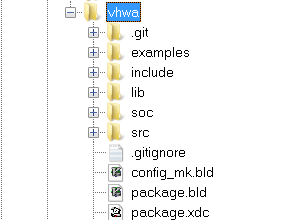 vhwa
.git
examples
include
lib
soc
src
.gitignore
config_mk.bld
package.bld
package.xdc